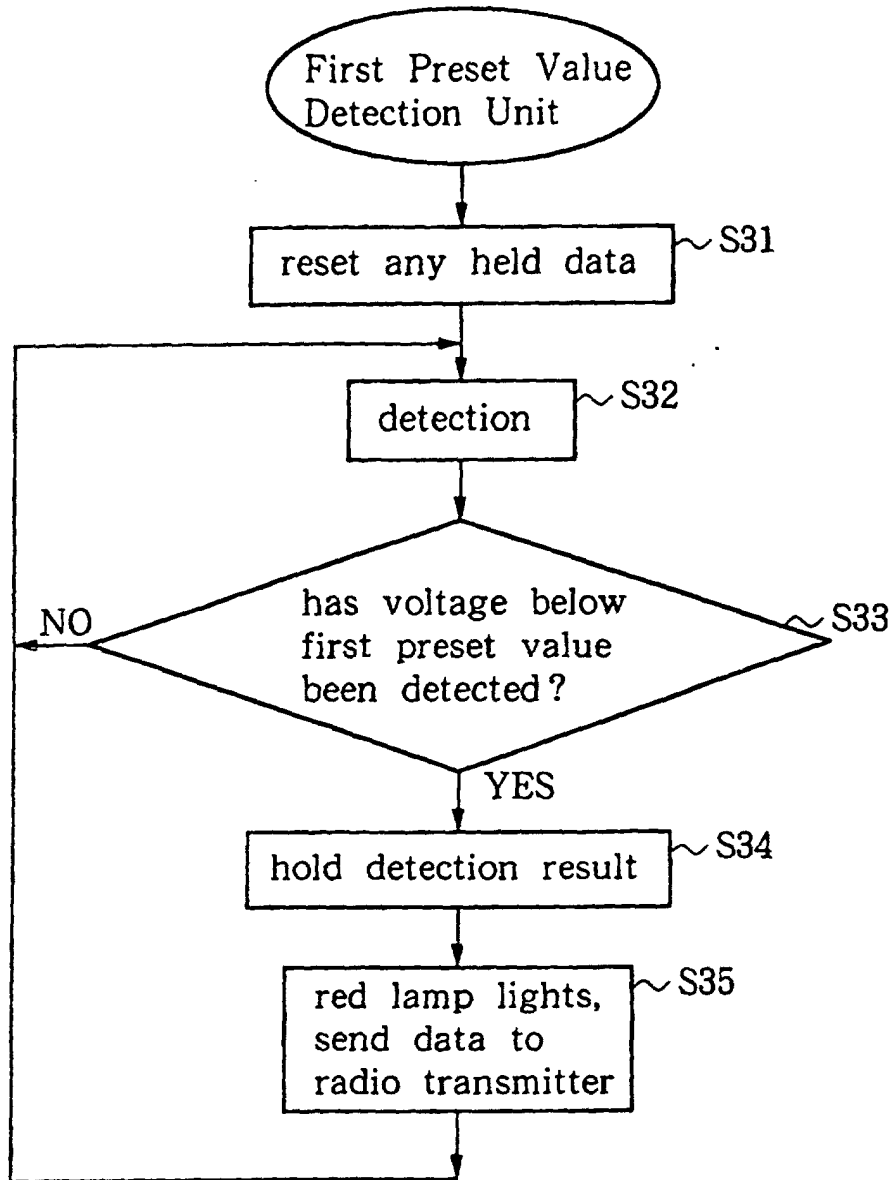 First Preset Value
Detection Unit
reset any held data
S31
detection
S32
has voltage below
first preset value
been detected?
S33
NO
YES
hold detection result
S34
red lamp lights,
send data to
radio transmitter
S35